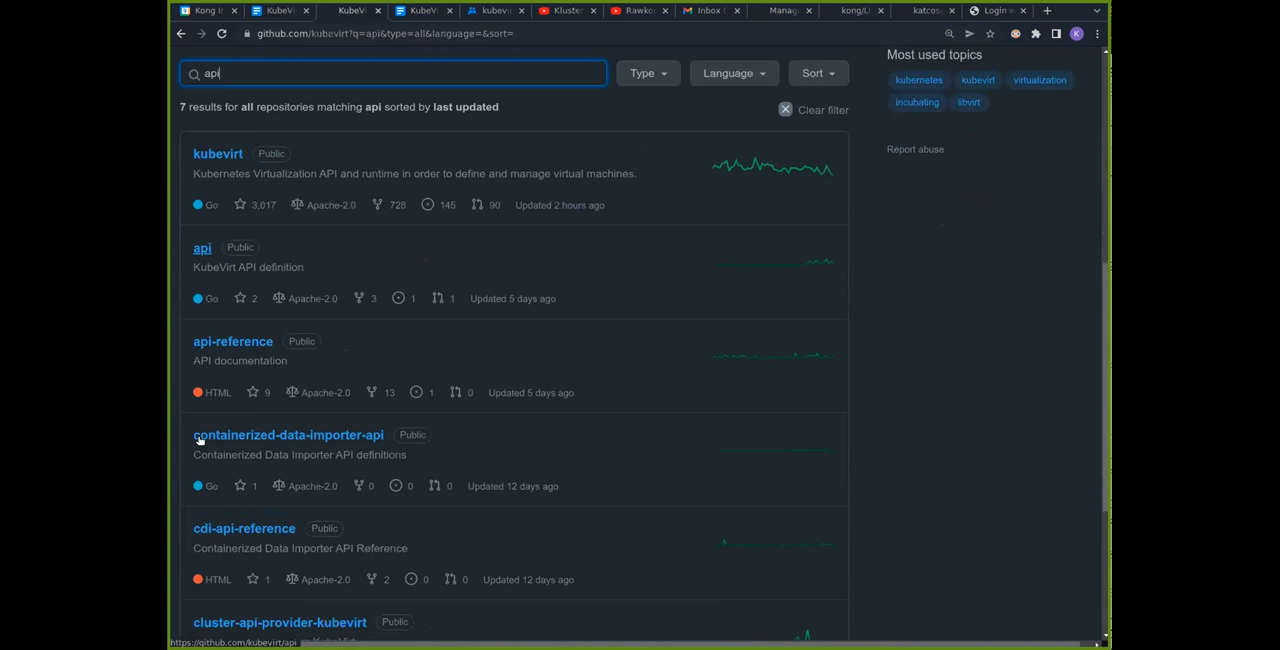 Kong In
KubeVi
KubeVi
KubeVi
kubevir
Kluster
Rawko
Inbox (
Manag
kong/L
katcos
Login w
github.com/kubevirt?q=api&type=all&language=&sort=
K
api
Type
Language
Sort
7 results for all repositories matching api sorted by last updated
Clear filter
kubevirt
Public
Kubernetes Virtualization API and runtime in order to define and manage virtual machines.
Go
3,017
Apache-2.0
728
145
90
Updated 2 hours ago
api
Public
KubeVirt API definition
Go
2
Apache-2.0
3
1
1
Updated 5 days ago
api-reference
Public
API documentation
HTML
9
Apache-2.0
13
1
0
Updated 5 days ago
containerized-data-importer-api
Public
Containerized Data Importer API definitions
Go
1
Apache-2.0
0
0
0
Updated 12 days ago
cdi-api-reference
Public
Containerized Data Importer API Reference
HTML
1
Apache-2.0
2
0
0
Updated 12 days ago
cluster-api-provider-kubevirt
Public
https://github.com/kubevirt/api
Most used topics
kubernetes
kubevirt
virtualization
incubating
libvirt
Report abuse